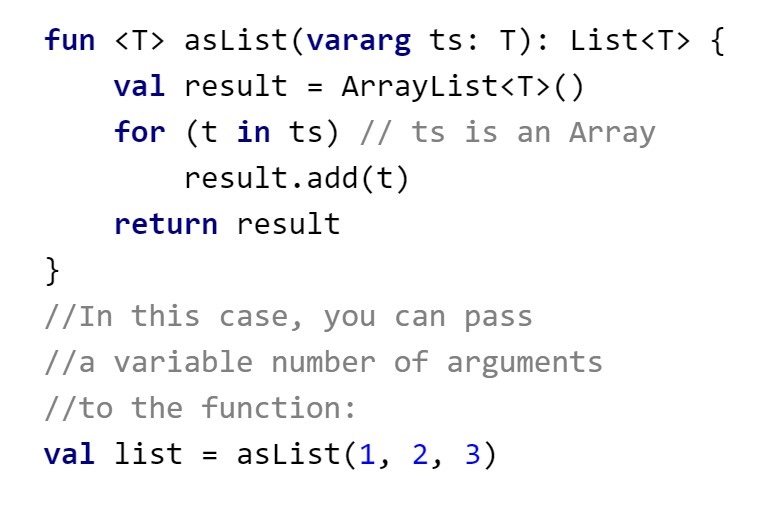 fun <T> asList(vararg ts: T): List<T> {
    val result = ArrayList<T>()
    for (t in ts) // ts is an Array
        result.add(t)
    return result
}
//In this case, you can pass
//a variable number of arguments
//to the function:
val list = asList(1, 2, 3)